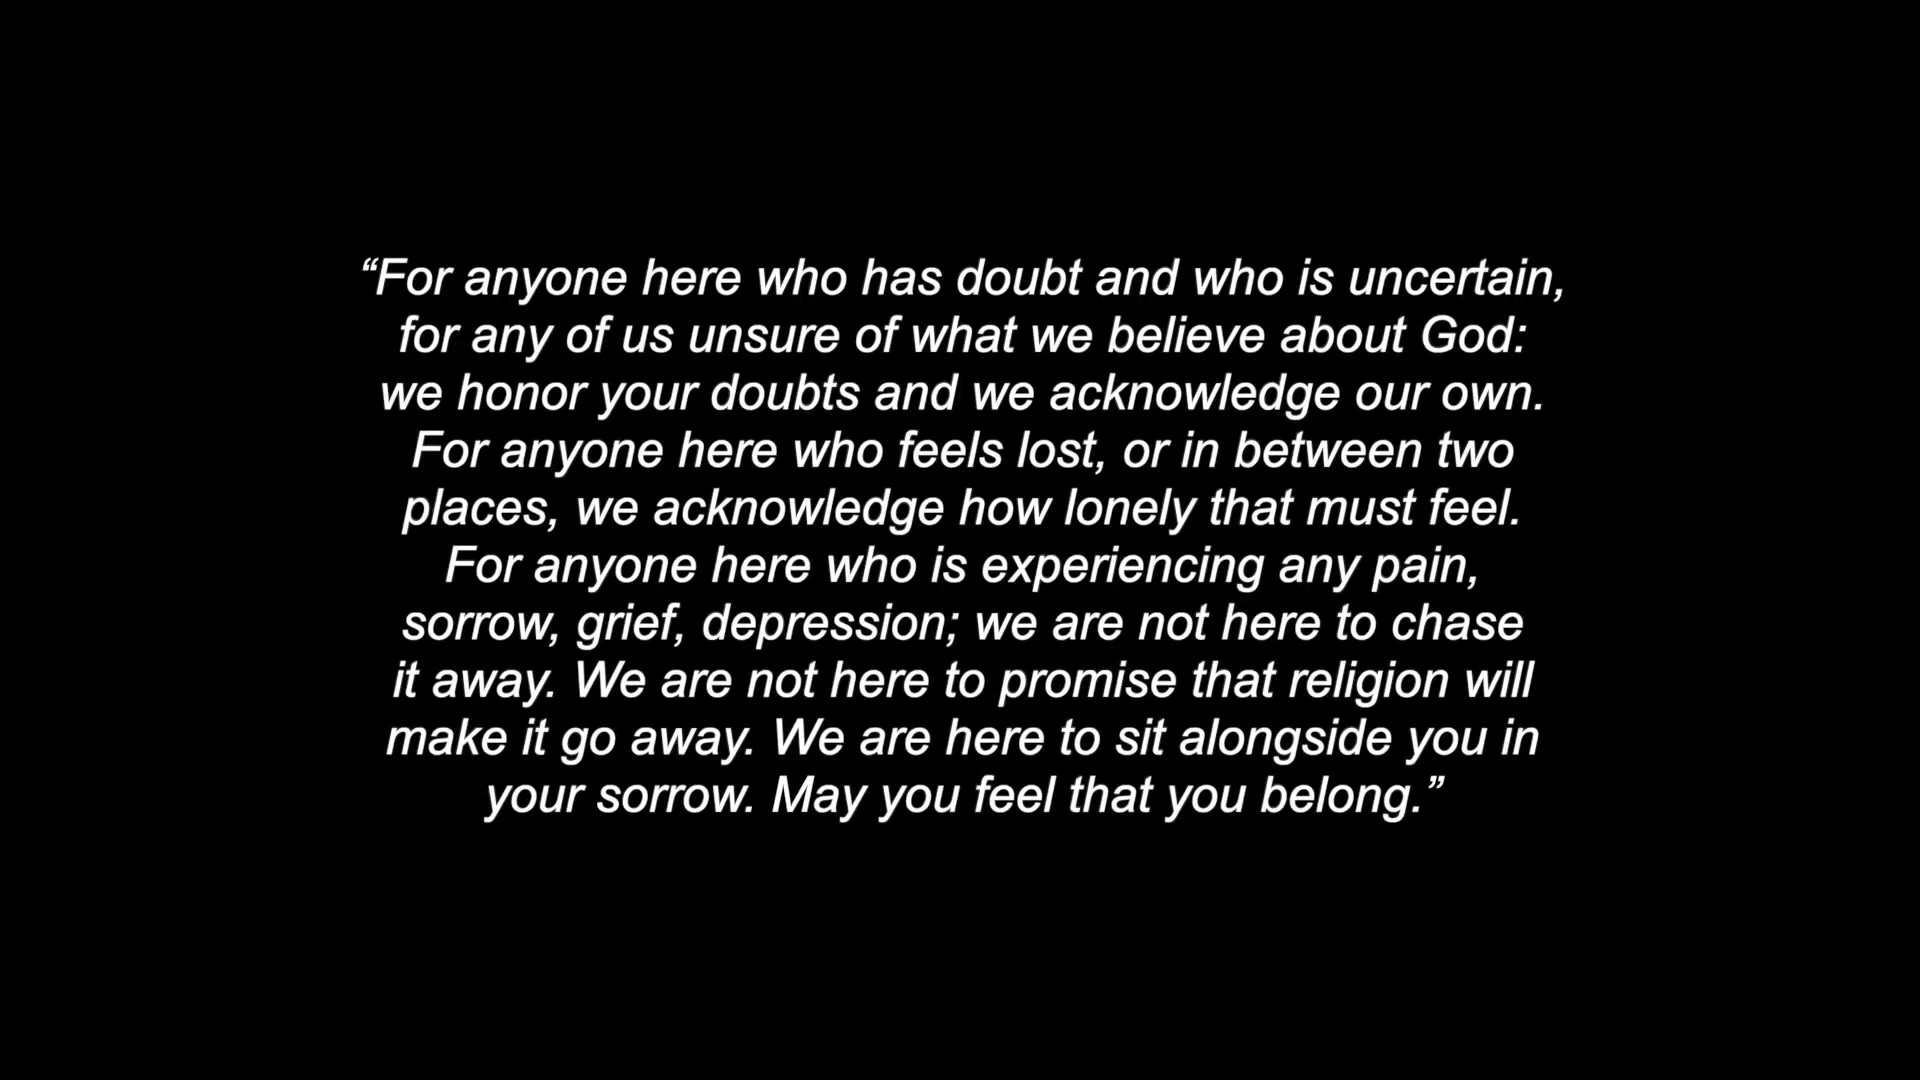 “For anyone here who has doubt and who is uncertain,
for any of us unsure of what we believe about God:
we honor your doubts and we acknowledge our own.
For anyone here who feels lost, or in between two
places, we acknowledge how lonely that must feel.
For anyone here who is experiencing any pain,
sorrow, grief, depression; we are not here to chase
it away. We are not here to promise that religion will
make it go away. We are here to sit alongside you in
your sorrow. May you feel that you belong.”